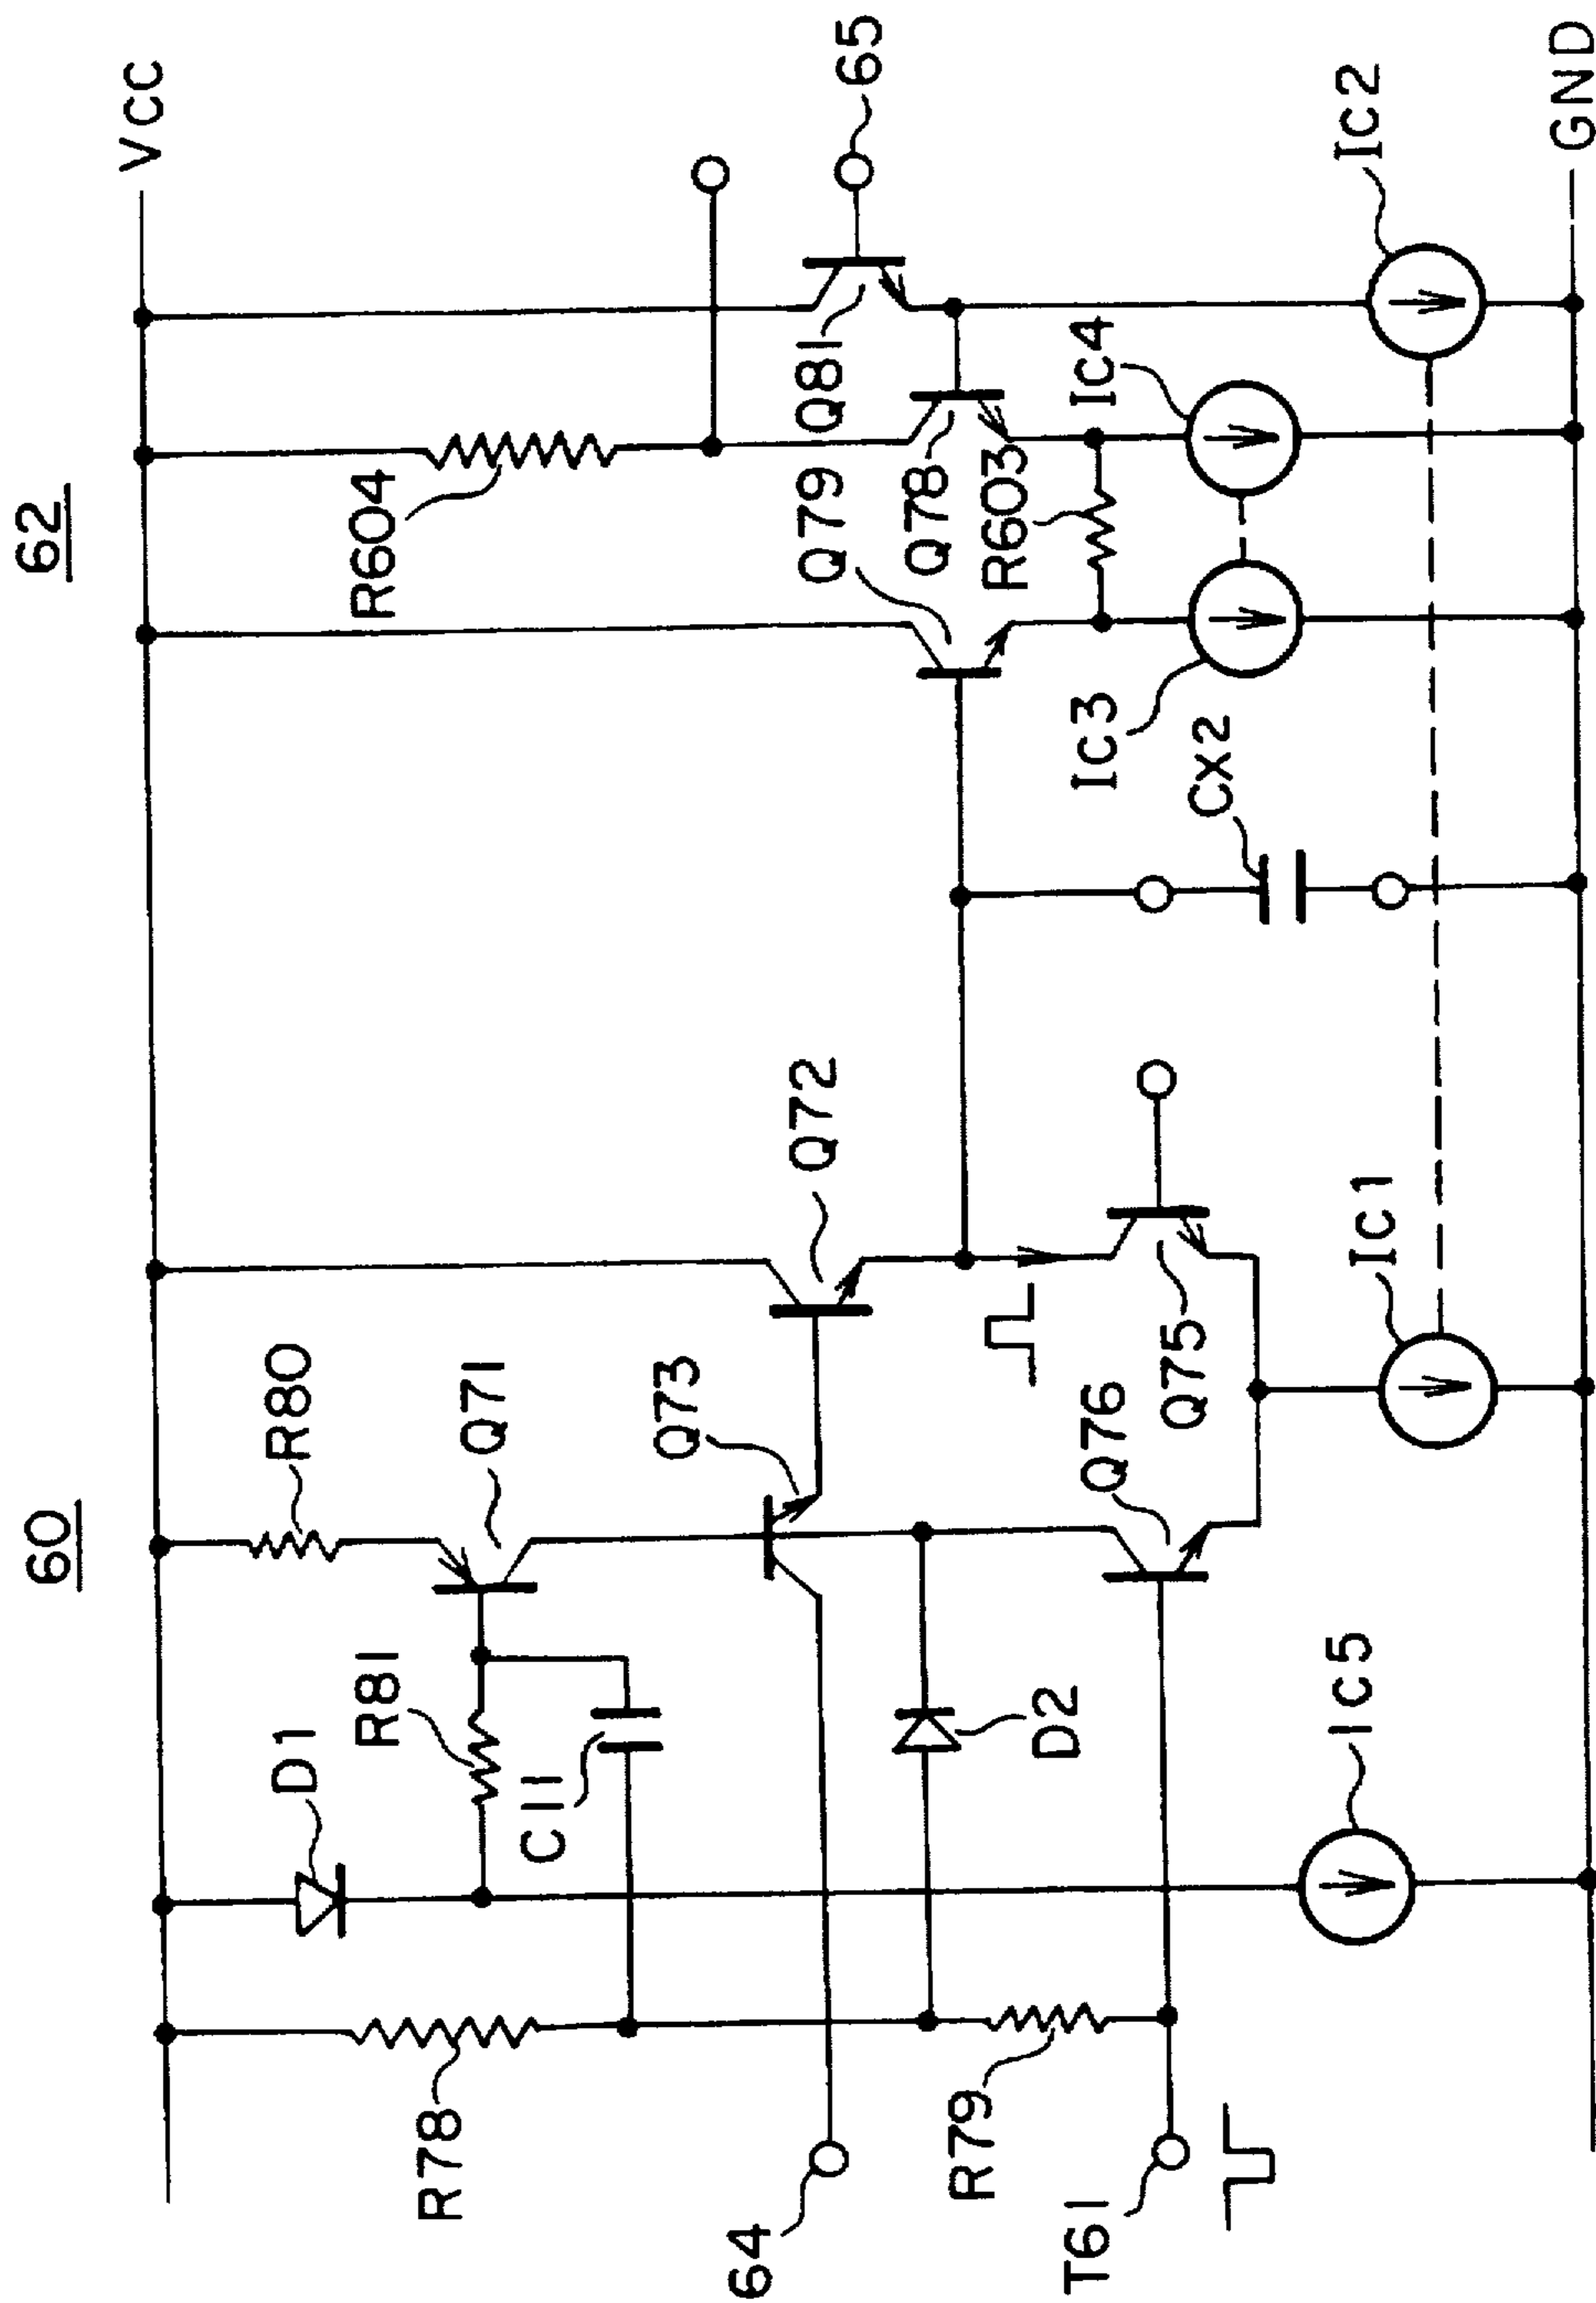 60
62
VCC
R78
D1
R81
R80
R604
C11
Q71
Q73
Q72
Q79
Q81
65
64
Q78
R603
D2
R79
T61
Q76
Q75
IC3
IC4
CX2
IC5
IC1
IC2
GND